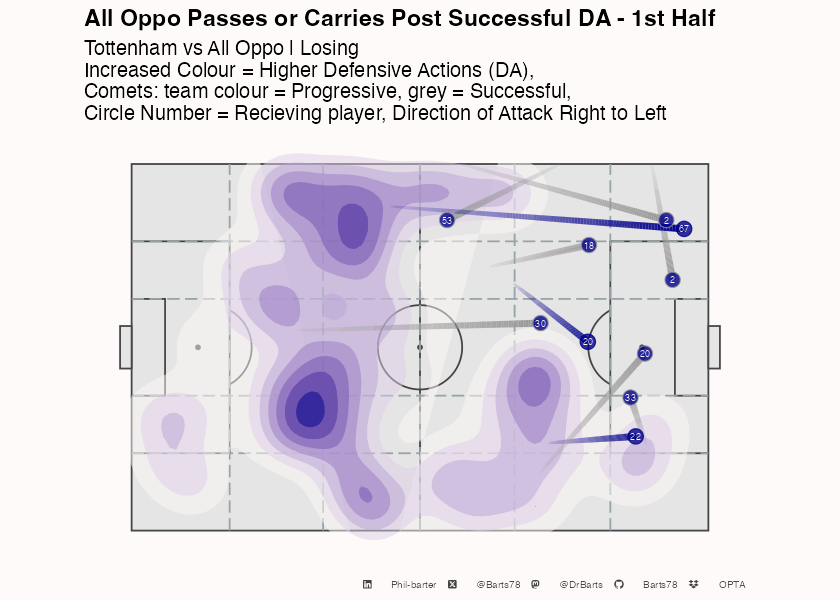 All Oppo Passes or Carries Post Successful DA - 1st Half
Tottenham vs All Oppo | Losing
Increased Colour = Higher Defensive Actions (DA),
Comets: team colour = Progressive, grey = Successful,
Circle Number = Recieving player, Direction of Attack Right to Left
53
2
67
18
2
30
20
20
33
22
Phil-barter @Barts78 @DrBarts Barts78 OPTA